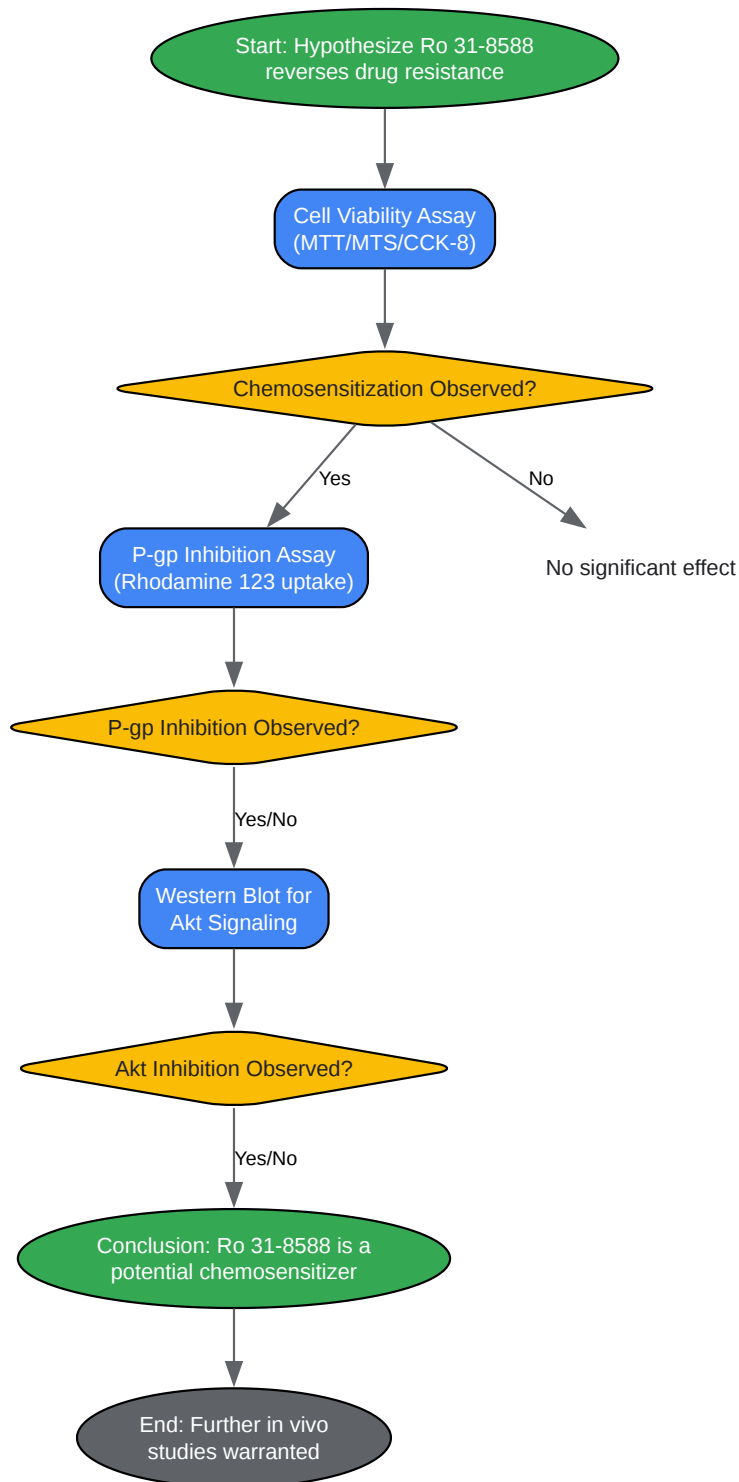 Start: Hypothesize Ro 31-8588
reverses drug resistance
Cell Viability Assay
(MTT/MTS/CCK-8)
Chemosensitization Observed?
Yes
No
P-gp Inhibition Assay
(Rhodamine 123 uptake)
No significant effect
P-gp Inhibition Observed?
Yes/No
Western Blot for
Akt Signaling
Akt Inhibition Observed?
Yes/No
Conclusion: Ro 31-8588 is a
potential chemosensitizer
End: Further in vivo
studies warranted